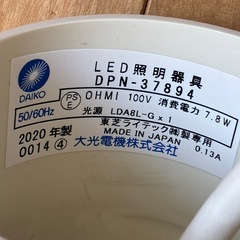 LED照明器具
DPN-37894
DAIKO
50/60Hz
PS
E
OHMI 100V 消費電力 7.8W
光源 LDA8L-G x 1
東芝ライテック㈱製専用
2020年製
MADE IN JAPAN 0.13A
0014 ④
大光電機株式会社